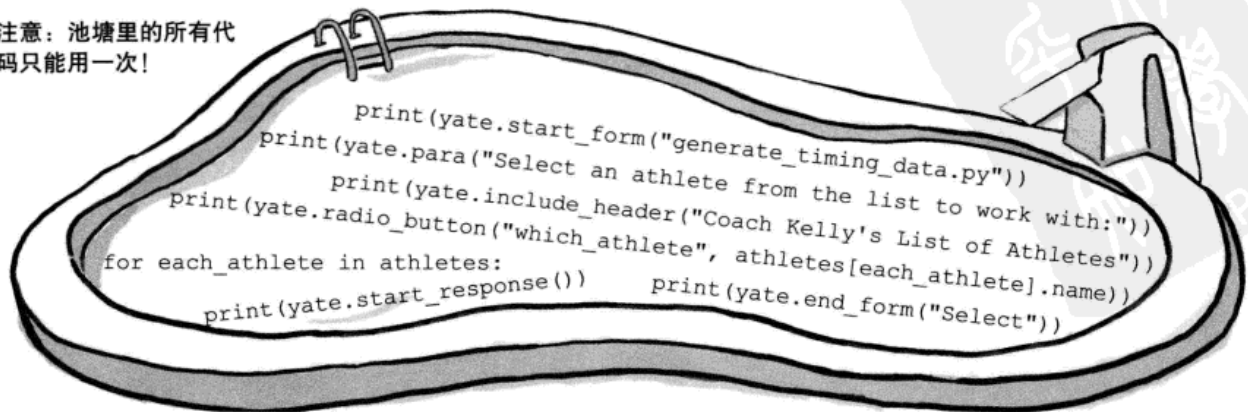 注意：池塘里的所有代
码只能用一次！
print(yate.start_form("generate_timing_data.py"))
print(yate.para("Select an athlete from the list to work with:"))
print(yate.include_header("Coach Kelly's List of Athletes"))
print(yate.radio_button("which_athlete", athletes[each_athlete].name))
for each_athlete in athletes:
print(yate.start_response())
print(yate.end_form("Select"))